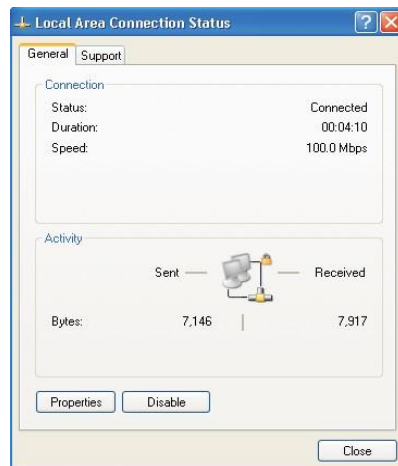 Local Area Connection Status
General Support
Connection
Status: Connected
Duration: 00:04:10
Speed: 100.0 Mbps
Activity
Sent Received
Bytes: 7,146 7,917
Properties Disable
Close